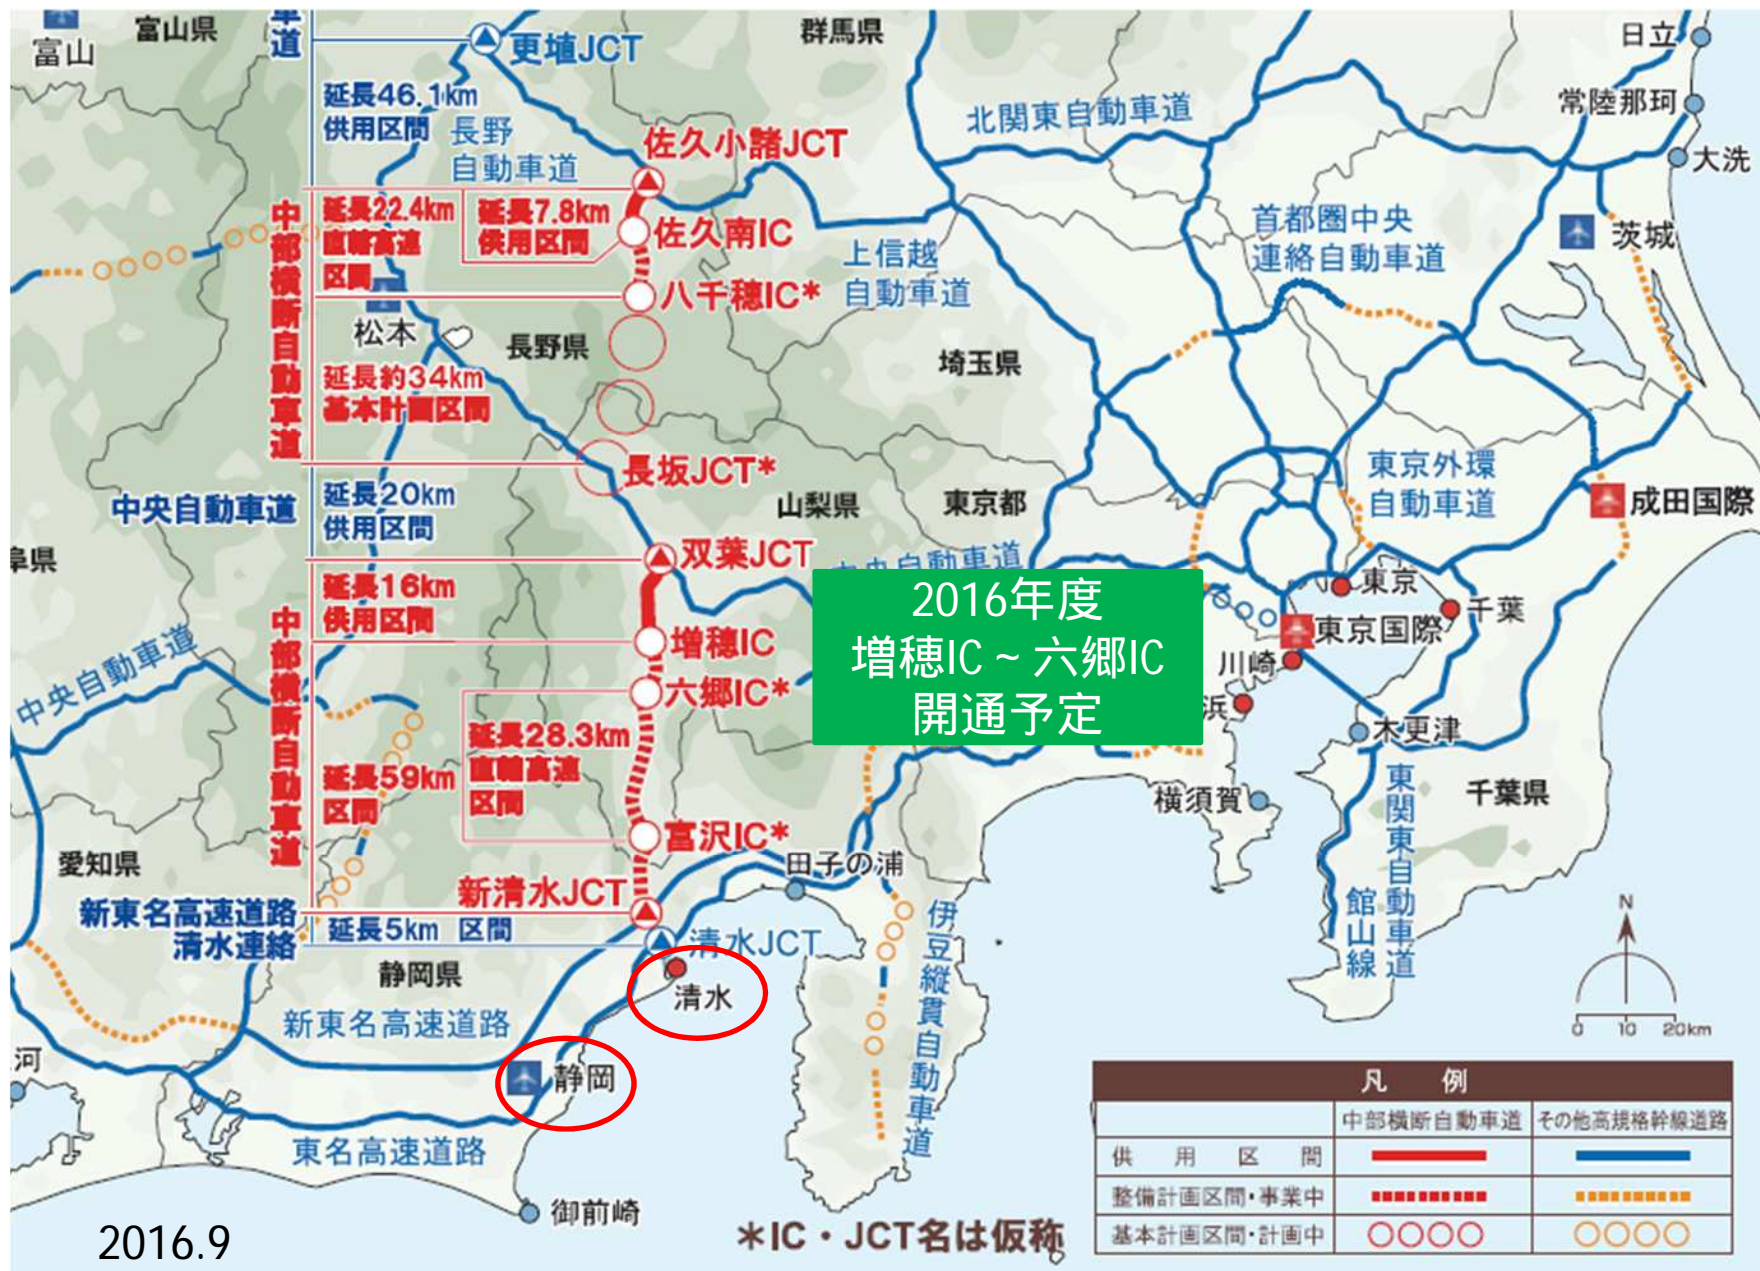 富山
富山県
車
道
更埴JCT
群馬県
日立
常陸那珂
大洗
延長46.1km
供用区間
長野
自動車道
北関東自動車道
佐久小諸JCT
中部横断自動車道
延長22.4km
直轄高速
区間
延長7.8km
供用区間
佐久南IC
上信越
自動車道
首都圏中央
連絡自動車道
茨城
八千穂IC*
松本
長野県
埼玉県
延長約34km
基本計画区間
長坂JCT*
中央自動車道
延長20km
供用区間
山梨県
東京都
東京外環
自動車道
成田国際
阜県
双葉JCT
中央自動車道
延長16km
供用区間
2016年度
増穂IC~六郷IC
開通予定
東京
千葉
東京国際
川崎
浜
増穂IC
中部横断自動車道
中央自動車道
六郷IC*
延長28.3km
直轄高速
区間
延長59km
区間
木更津
横須賀
千葉県
東関東自動車道
館山線
富沢IC*
愛知県
田子の浦
新清水JCT
新東名高速道路
清水連絡
延長5km 区間
清水JCT
伊豆縦貫自動車道
静岡県
清水
新東名高速道路
静岡
河
東名高速道路
御前崎
N
0 10 20km
凡 例
中部横断自動車道 その他高規格幹線道路
供用区間
整備計画区間・事業中
基本計画区間・計画中
*IC・JCT名は仮称
2016.9